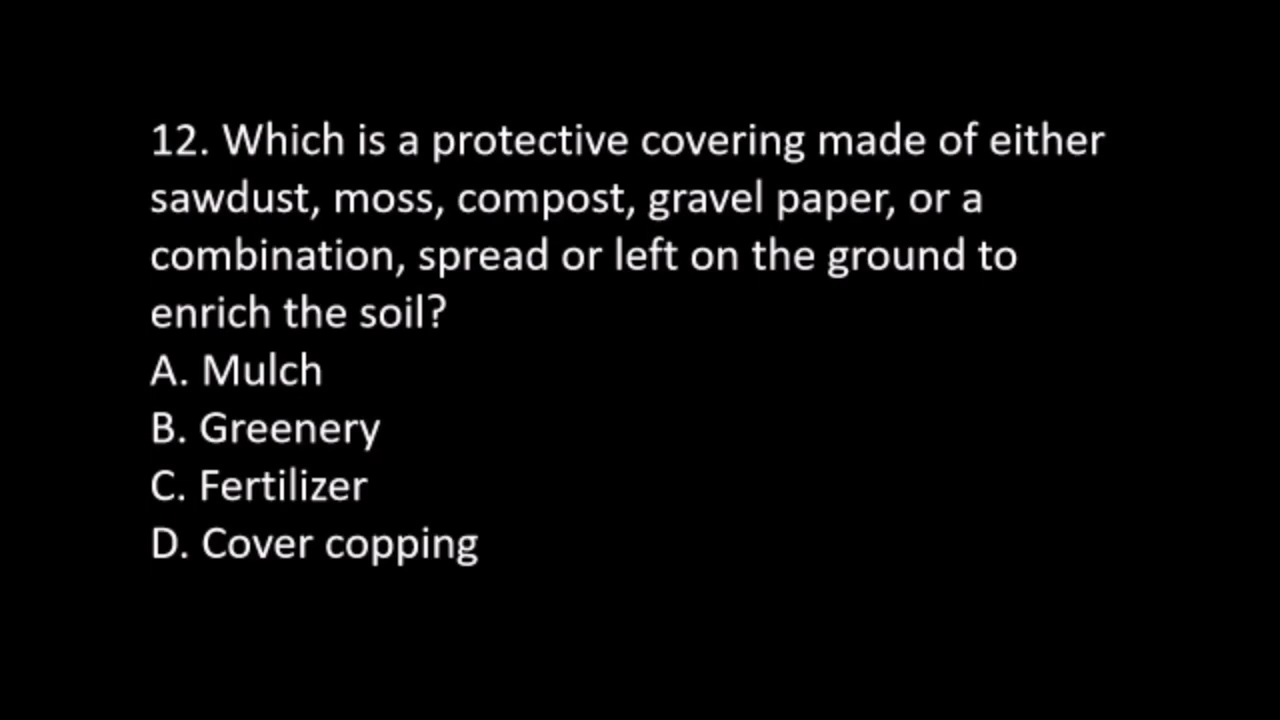 12. Which is a protective covering made of either
sawdust, moss, compost, gravel paper, or a
combination, spread or left on the ground to
enrich the soil?
A. Mulch
B. Greenery
C. Fertilizer
D. Cover copping